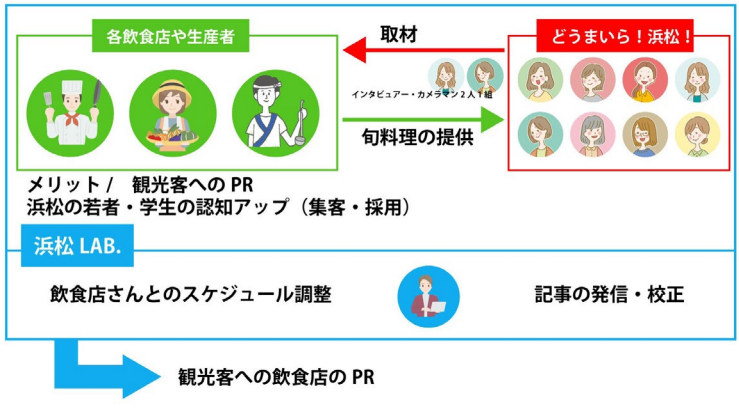 各飲食店や生産者
取材
どうまいら！浜松！
インタビュアー・カメラマン2人1組
旬料理の提供
メリット / 観光客へのPR
浜松の若者・学生の認知アップ（集客・採用）
浜松 LAB.
飲食店さんとのスケジュール調整
記事の発信・校正
観光客への飲食店のPR